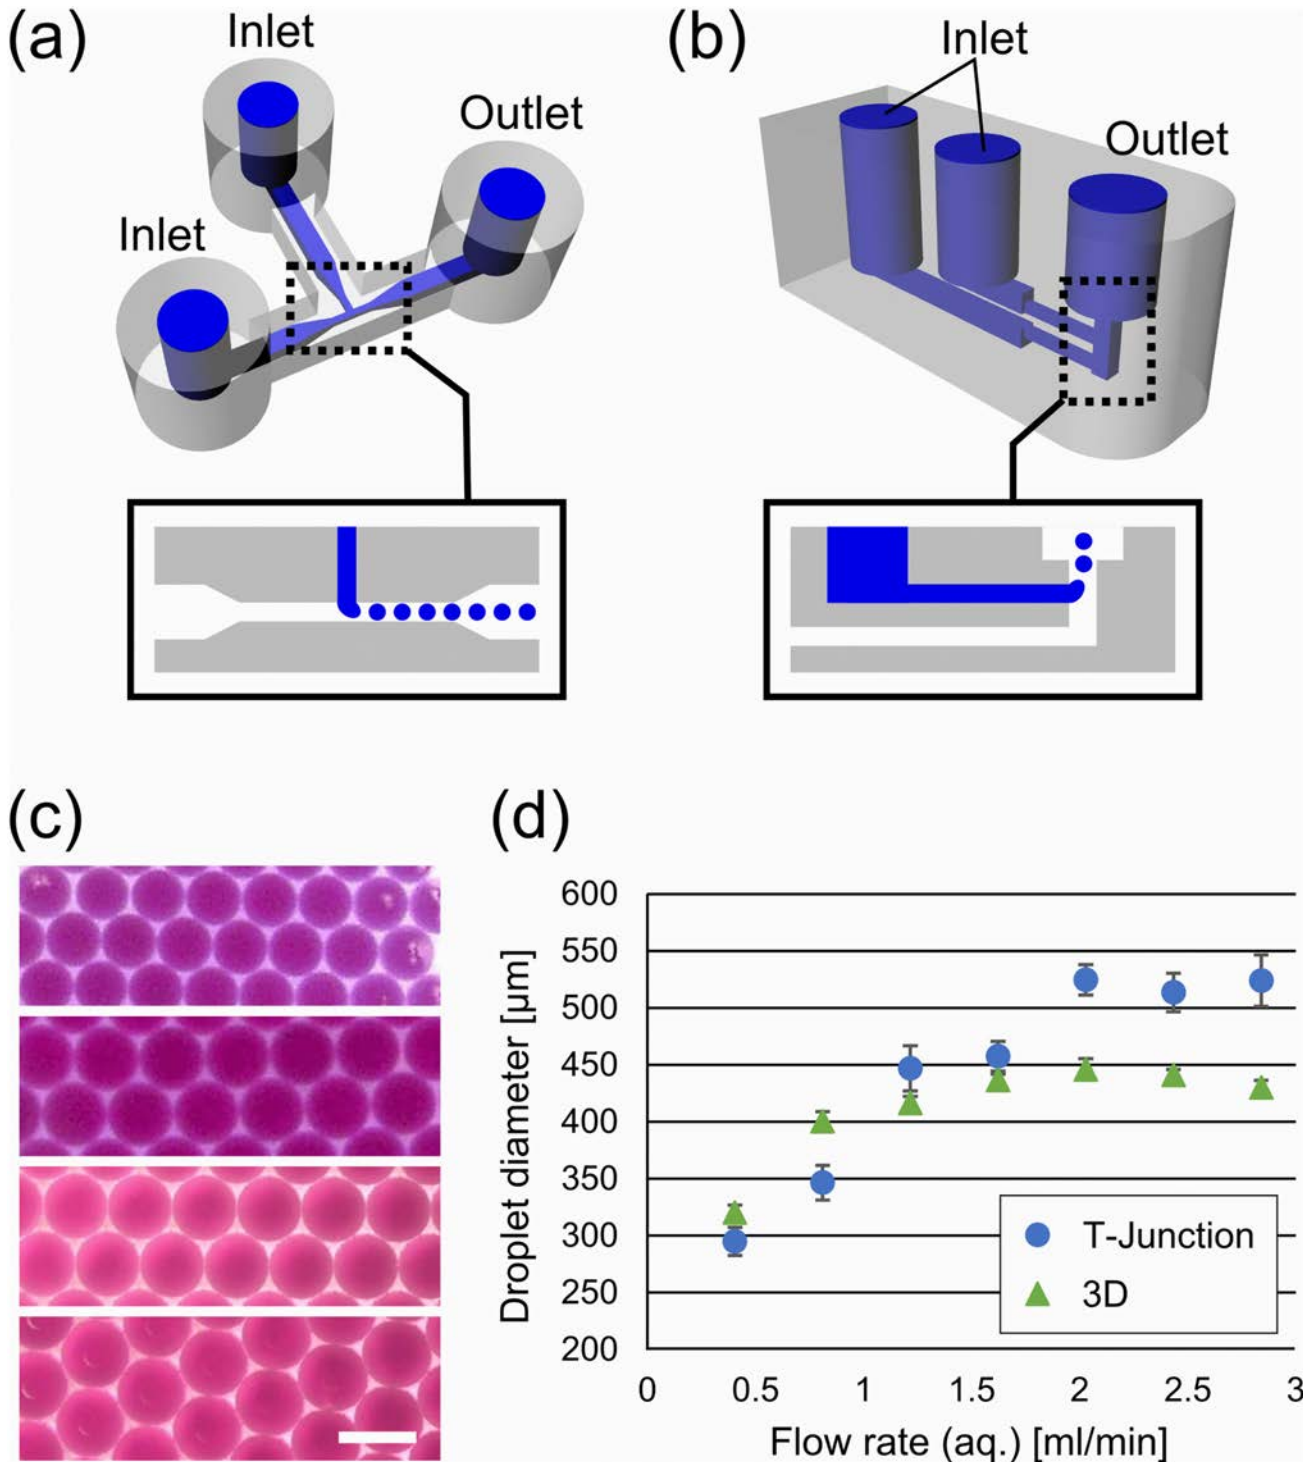 (a)
Inlet
Outlet
Inlet
(b)
Inlet
Outlet
(c)
(d)
600
550
500
450
400
350
300
250
200
Droplet diameter [µm]
T-Junction
3D
0
0.5
1
1.5
2
2.5
3
Flow rate (aq.) [ml/min]